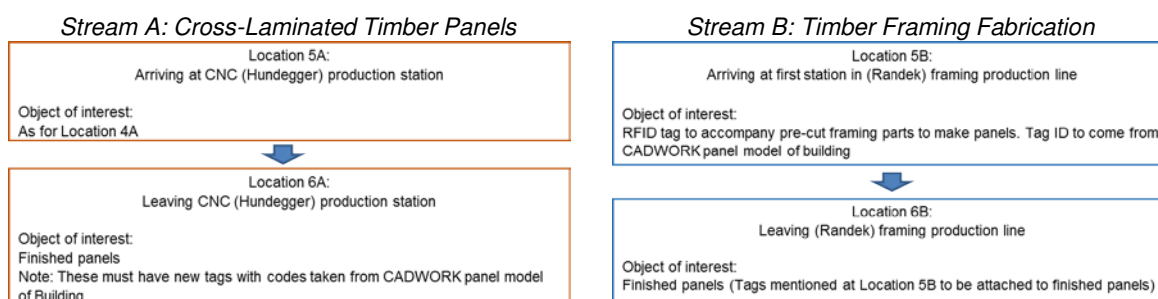 Stream A: Cross-Laminated Timber Panels
Location 5A:
Arriving at CNC (Hundegger) production station
Object of interest:
As for Location 4A
Location 6A:
Leaving CNC (Hundegger) production station
Object of interest:
Finished panels
Note: These must have new tags with codes taken from CADWORK panel model
of Building
Stream B: Timber Framing Fabrication
Location 5B:
Arriving at first station in (Randek) framing production line
Object of interest:
RFID tag to accompany pre-cut framing parts to make panels. Tag ID to come from
CADWORK panel model of building
Location 6B:
Leaving (Randek) framing production line
Object of interest:
Finished panels (Tags mentioned at Location 5B to be attached to finished panels)